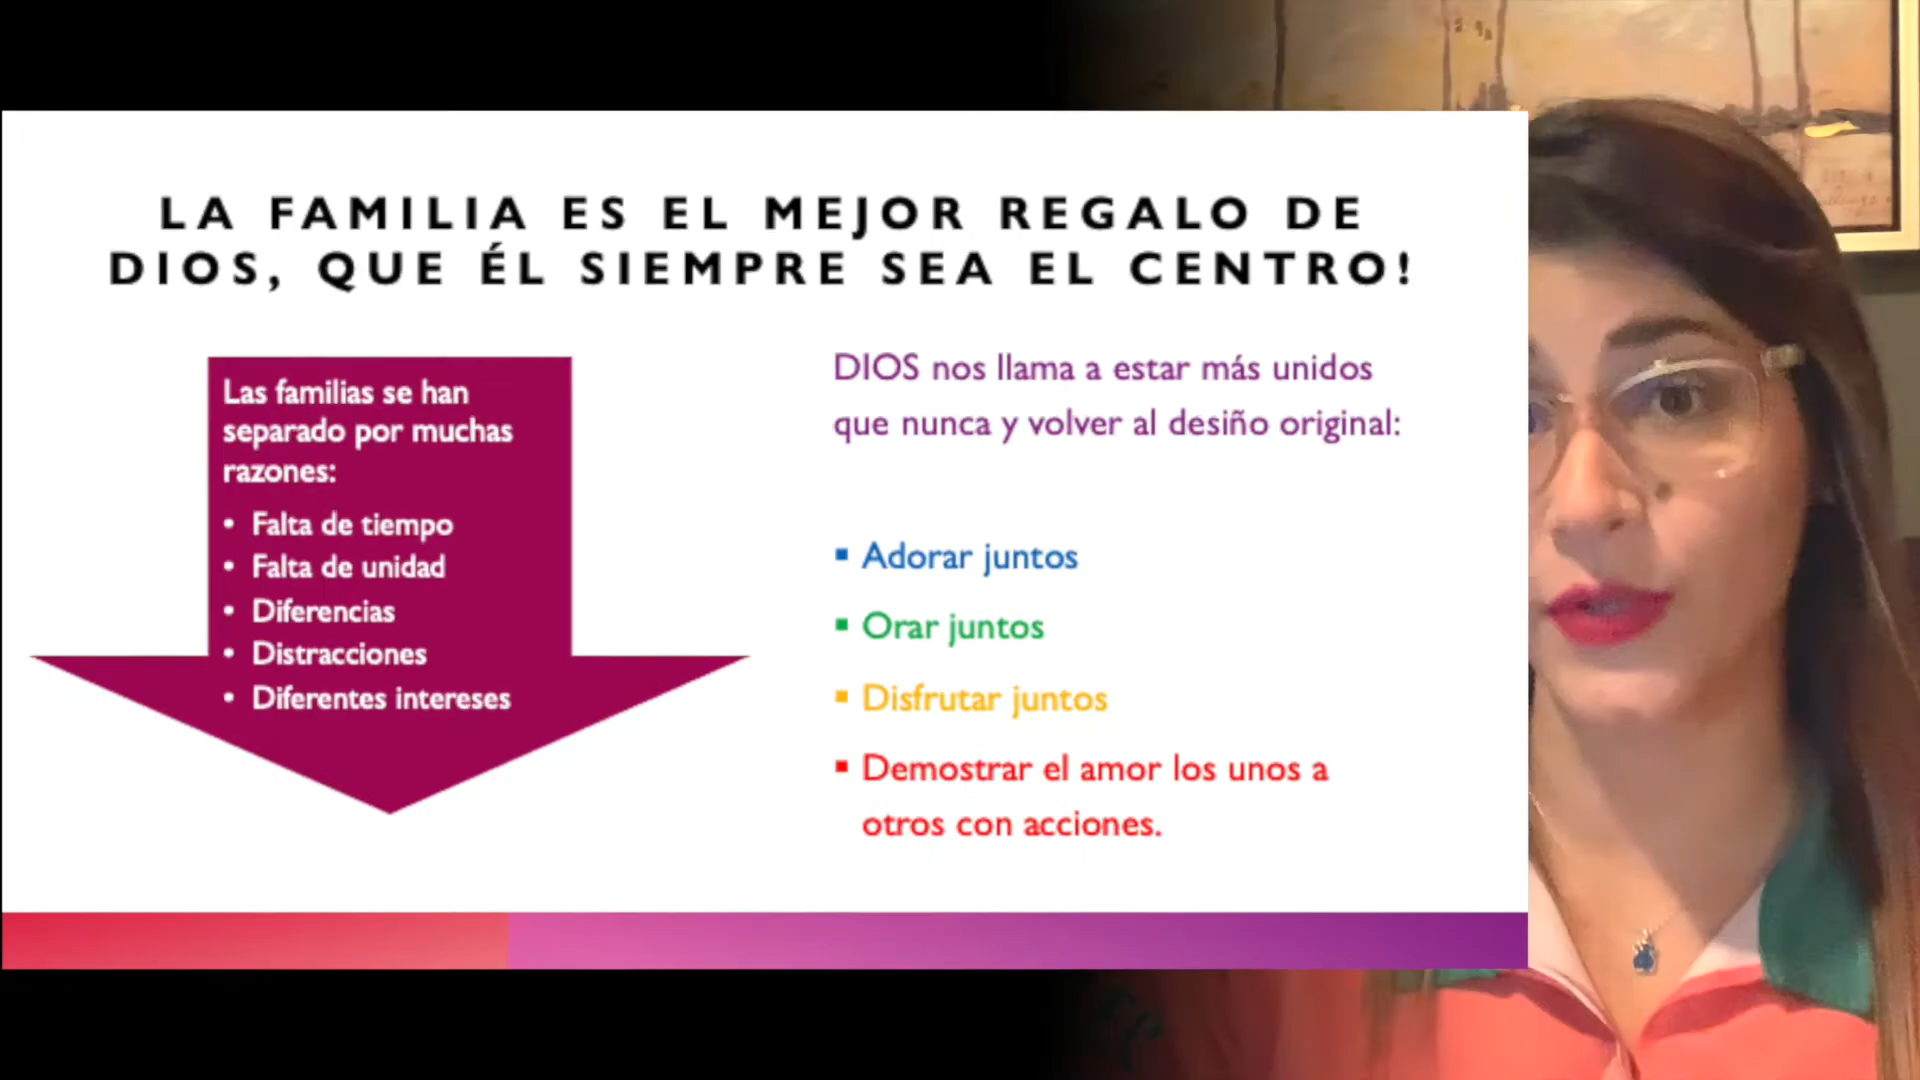 LA FAMILIA ES EL MEJOR REGALO DE
DIOS, QUE ÉL SIEMPRE SEA EL CENTRO!
Las familias se han
separado por muchas
razones:
• Falta de tiempo
• Falta de unidad
• Diferencias
• Distracciones
• Diferentes intereses
DIOS nos llama a estar más unidos
que nunca y volver al desiño original:
▪ Adorar juntos
▪ Orar juntos
▪ Disfrutar juntos
▪ Demostrar el amor los unos a
otros con acciones.